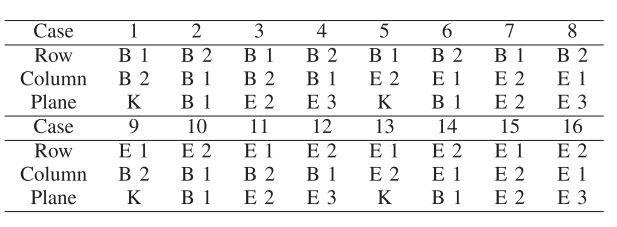 Case 1 2 3 4 5 6 7 8
Row B 1 B 2 B 1 B 2 B 1 B 2 B 1 B 2
Column B 2 B 1 B 2 B 1 E 2 E 1 E 2 E 1
Plane K B 1 E 2 E 3 K B 1 E 2 E 3
Case 9 10 11 12 13 14 15 16
Row E 1 E 2 E 1 E 2 E 1 E 2 E 1 E 2
Column B 2 B 1 B 2 B 1 E 2 E 1 E 2 E 1
Plane K B 1 E 2 E 3 K B 1 E 2 E 3